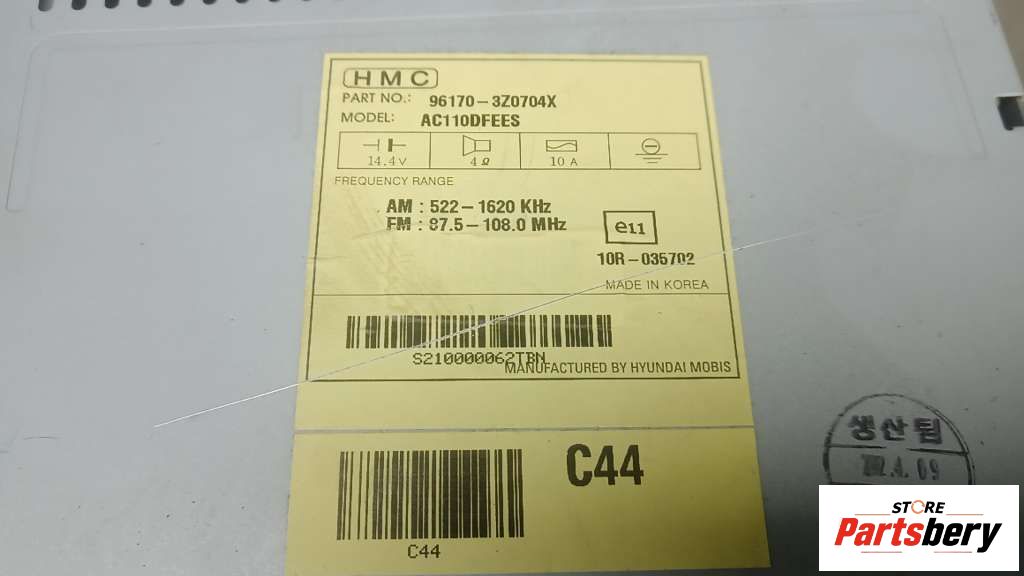 HMC
PART NO.: 96170-3Z0704X
MODEL: AC110DFEES
14.4V 4Ω 10 A
FREQUENCY RANGE
AM : 522-1620 KHz
FM : 87.5-108.0 MHz
e11
10R-035702
MADE IN KOREA
S210000062TBN
MANUFACTURED BY HYUNDAI MOBIS
C44
C44
생산팀
STORE
Partsbery